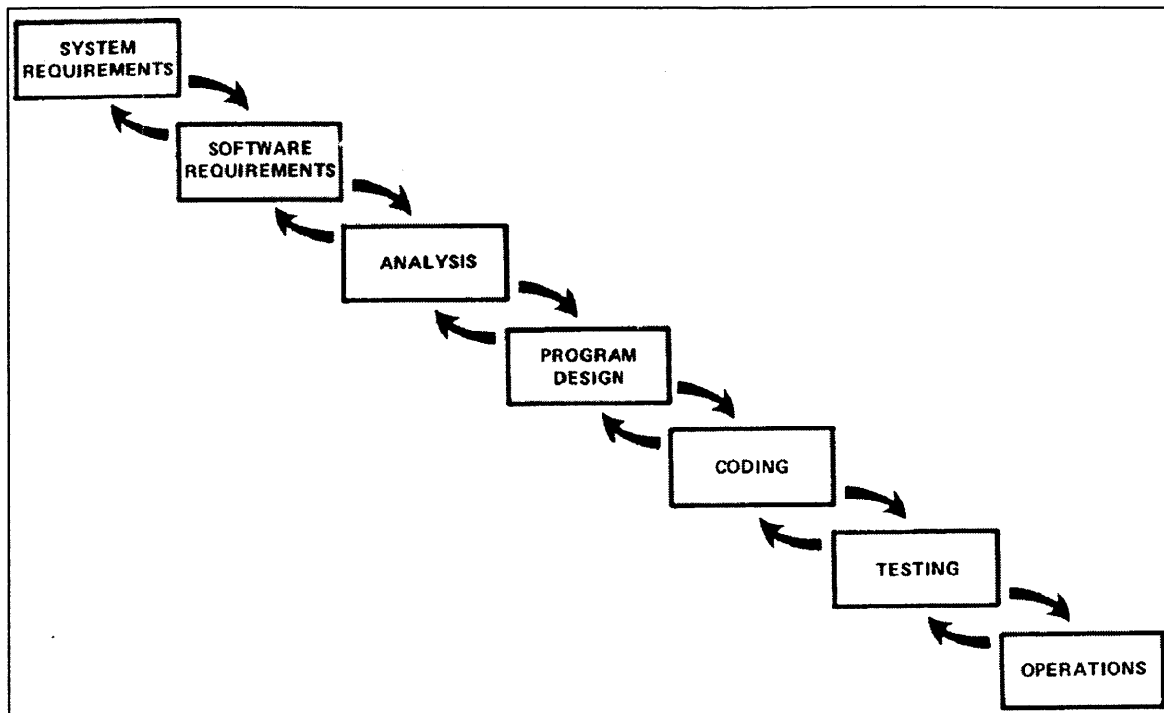 SYSTEM
REQUIREMENTS
SOFTWARE
REQUIREMENTS
ANALYSIS
PROGRAM
DESIGN
CODING
TESTING
OPERATIONS